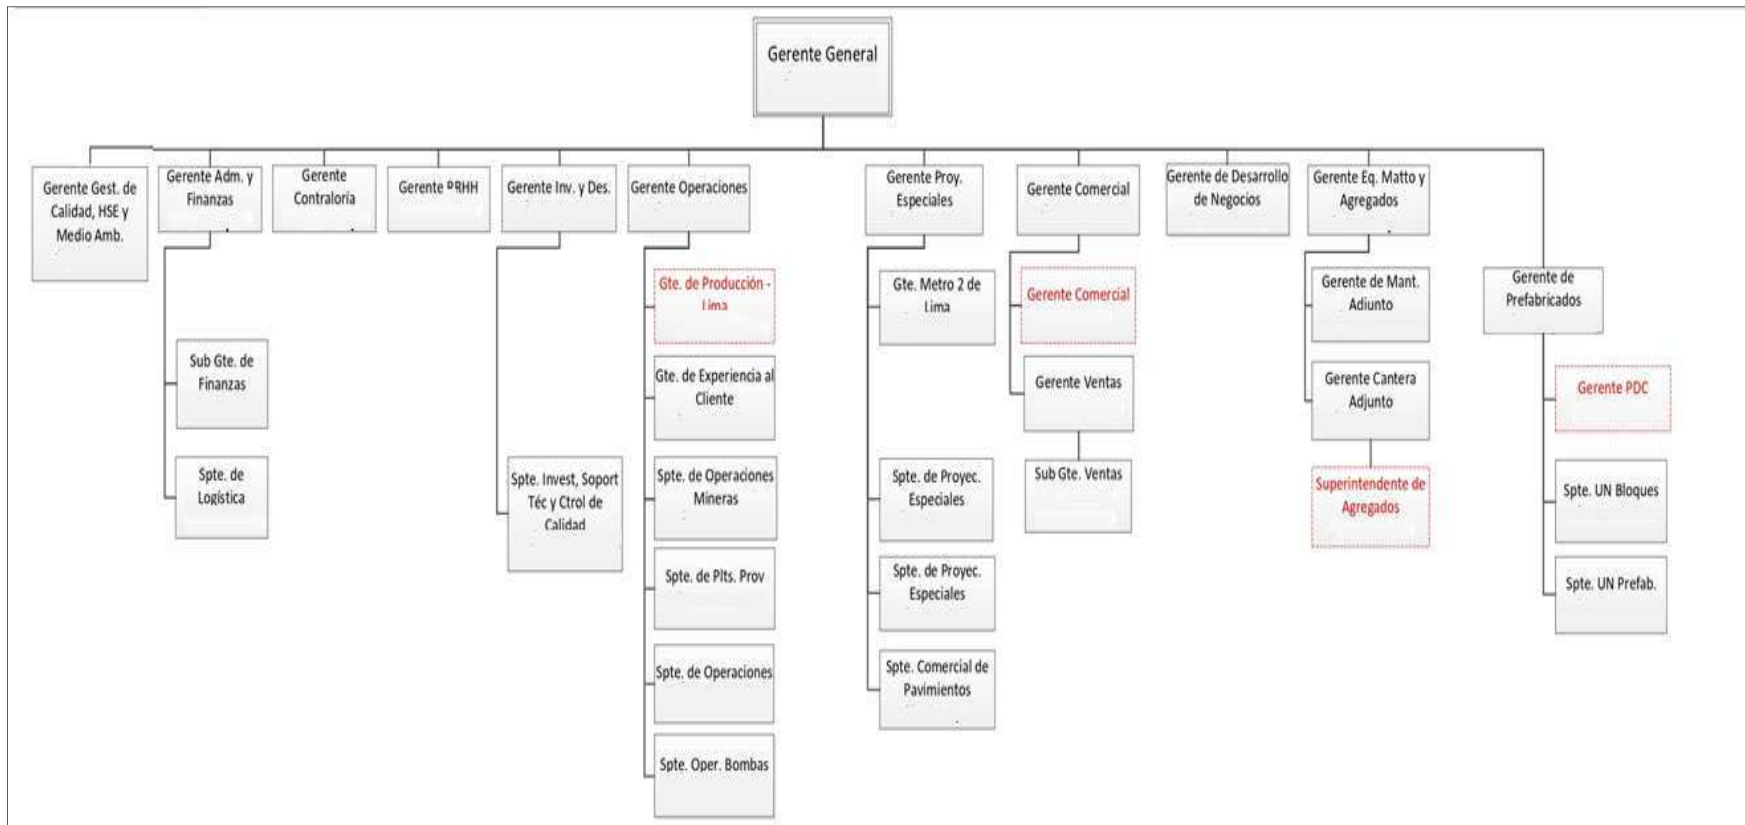 Gerente General
Gerente Gest. de
Calidad, HSE y
Medio Amb.
Gerente Adm. y
Finanzas
Gerente
Contraloría
Gerente RRHH
Gerente Inv. y Des.
Gerente Operaciones
Gerente Proy.
Especiales
Gerente Comercial
Gerente de Desarrollo
de Negocios
Gerente Eq. Matto y
Agregados
Gerente de
Prefabricados
Sub Gte. de
Finanzas
Spte. de
Logística
Spte. Invest, Soport
Téc y Ctrol de
Calidad
Gte. de Producción -
Lima
Gte. de Experiencia al
Cliente
Spte. de Operaciones
Mineras
Spte. de Plts. Prov
Spte. de Operaciones
Spte. Oper. Bombas
Gte. Metro 2 de
Lima
Spte. de Proyec.
Especiales
Spte. de Proyec.
Especiales
Spte. Comercial de
Pavimientos
Gerente Comercial
Gerente Ventas
Sub Gte. Ventas
Gerente de Mant.
Adjunto
Gerente Cantera
Adjunto
Superintendente de
Agregados
Gerente PDC
Spte. UN Bloques
Spte. UN Prefab.